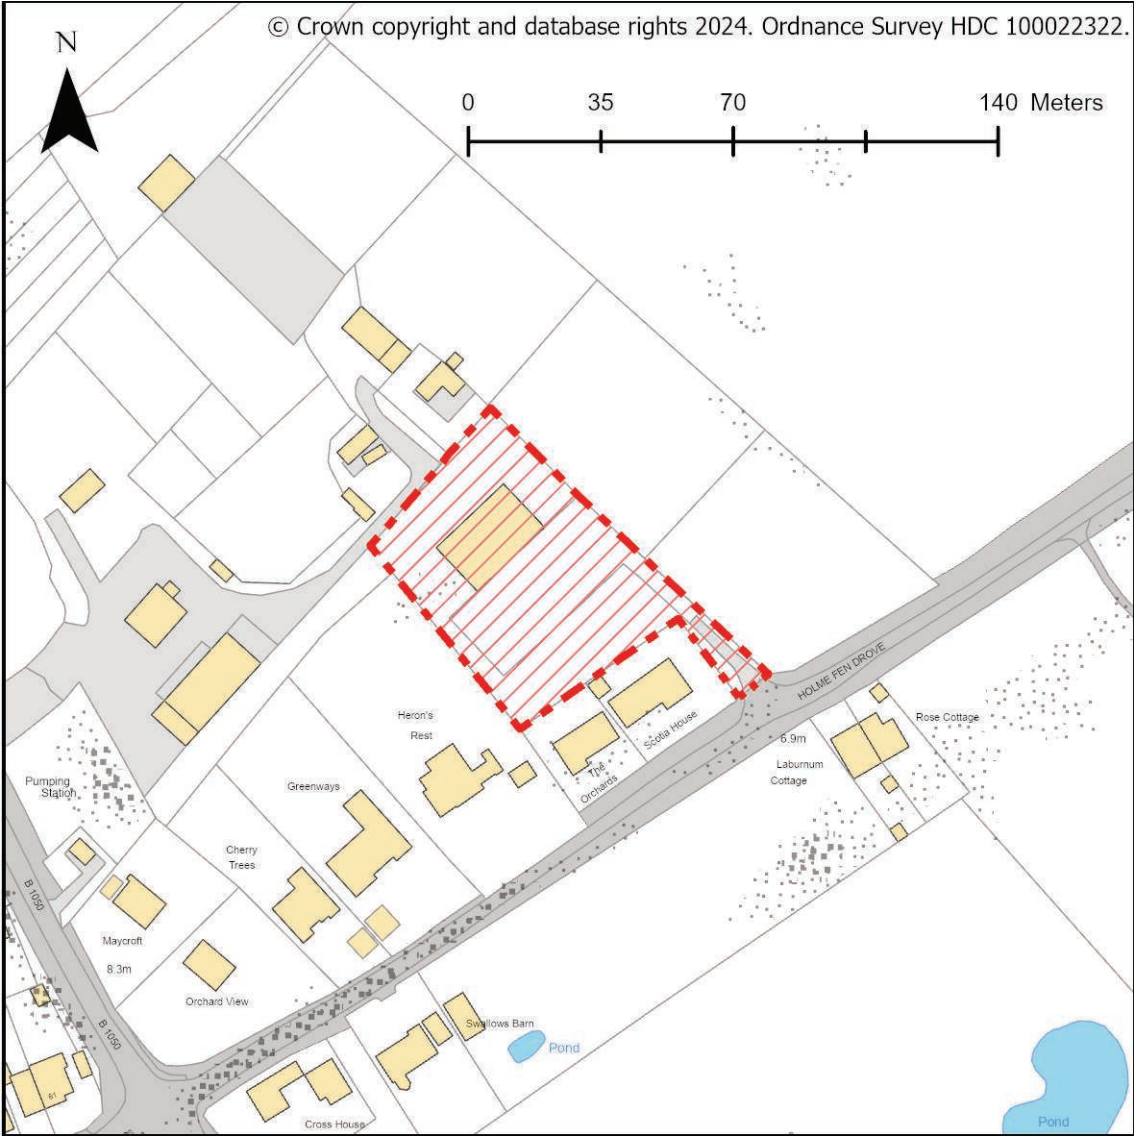 © Crown copyright and database rights 2024. Ordnance Survey HDC 100022322.
N
0 35 70 140 Meters
HOLME FEN DROVE
Heron's
Rest
Scotia House
Rose Cottage
6.9m
Laburnum
Cottage
The
Orchards
Pumping
Station
Greenways
Cherry
Trees
B 1050
Maycroft
8.3m
Orchard View
B 1050
Swallows Barn
Pond
61
Cross House
Pond